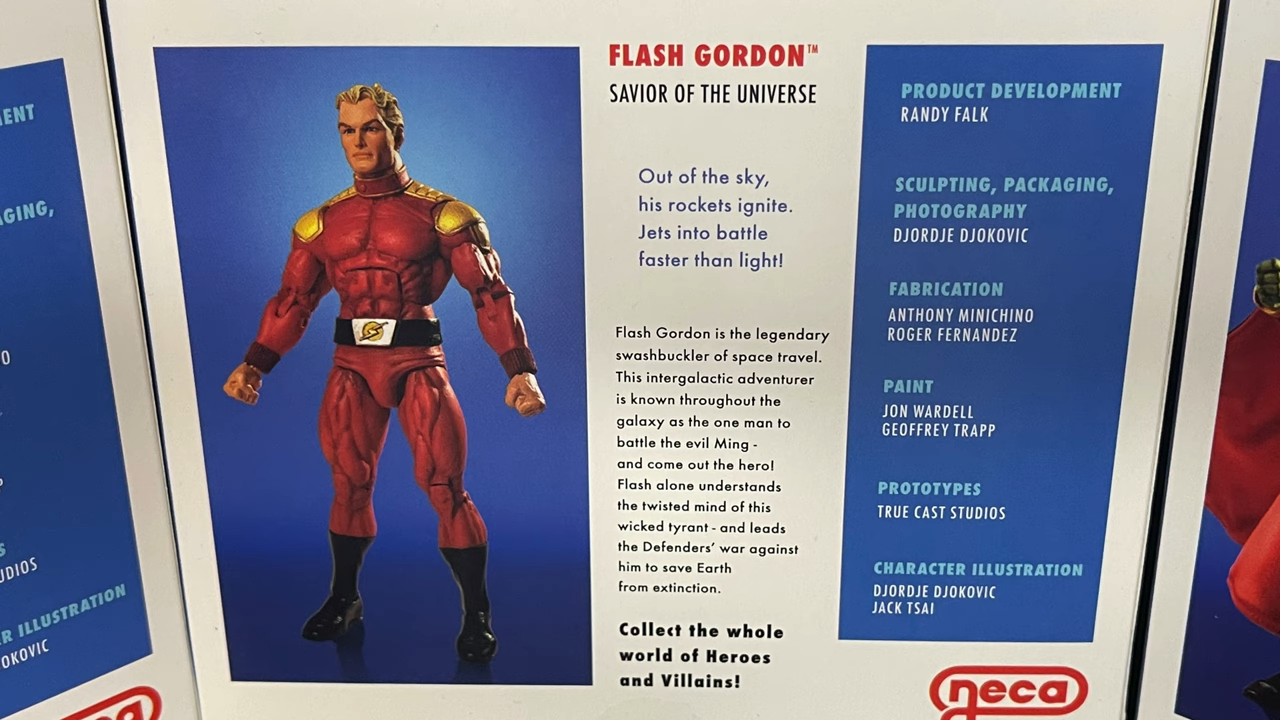 ENT
GING,
O
P
S
UDIOS
R ILLUSTRATION
OKOVIC
FLASH GORDON™
SAVIOR OF THE UNIVERSE
Out of the sky,
his rockets ignite.
Jets into battle
faster than light!
Flash Gordon is the legendary
swashbuckler of space travel.
This intergalactic adventurer
is known throughout the
galaxy as the one man to
battle the evil Ming -
and come out the hero!
Flash alone understands
the twisted mind of this
wicked tyrant - and leads
the Defenders' war against
him to save Earth
from extinction.
Collect the whole
world of Heroes
and Villains!
PRODUCT DEVELOPMENT
RANDY FALK
SCULPTING, PACKAGING,
PHOTOGRAPHY
DJORDJE DJOKOVIC
FABRICATION
ANTHONY MINICHINO
ROGER FERNANDEZ
PAINT
JON WARDELL
GEOFFREY TRAPP
PROTOTYPES
TRUE CAST STUDIOS
CHARACTER ILLUSTRATION
DJORDJE DJOKOVIC
JACK TSAI
neca